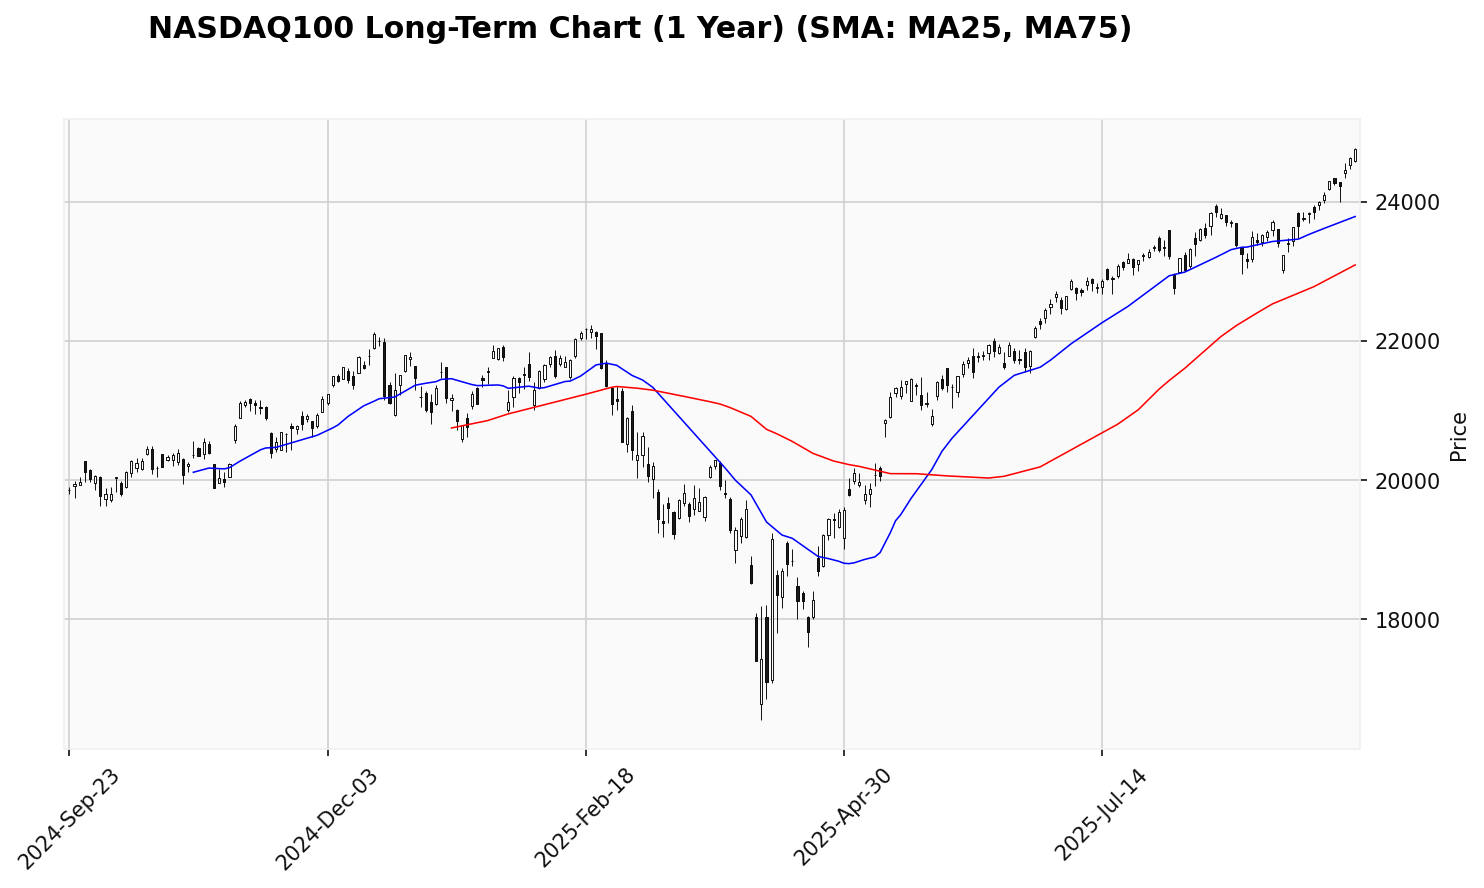 NASDAQ100 Long-Term Chart (1 Year) (SMA: MA25, MA75)
24000
22000
20000
18000
Price
2024-Sep-23
2024-Dec-03
2025-Feb-18
2025-Apr-30
2025-Jul-14